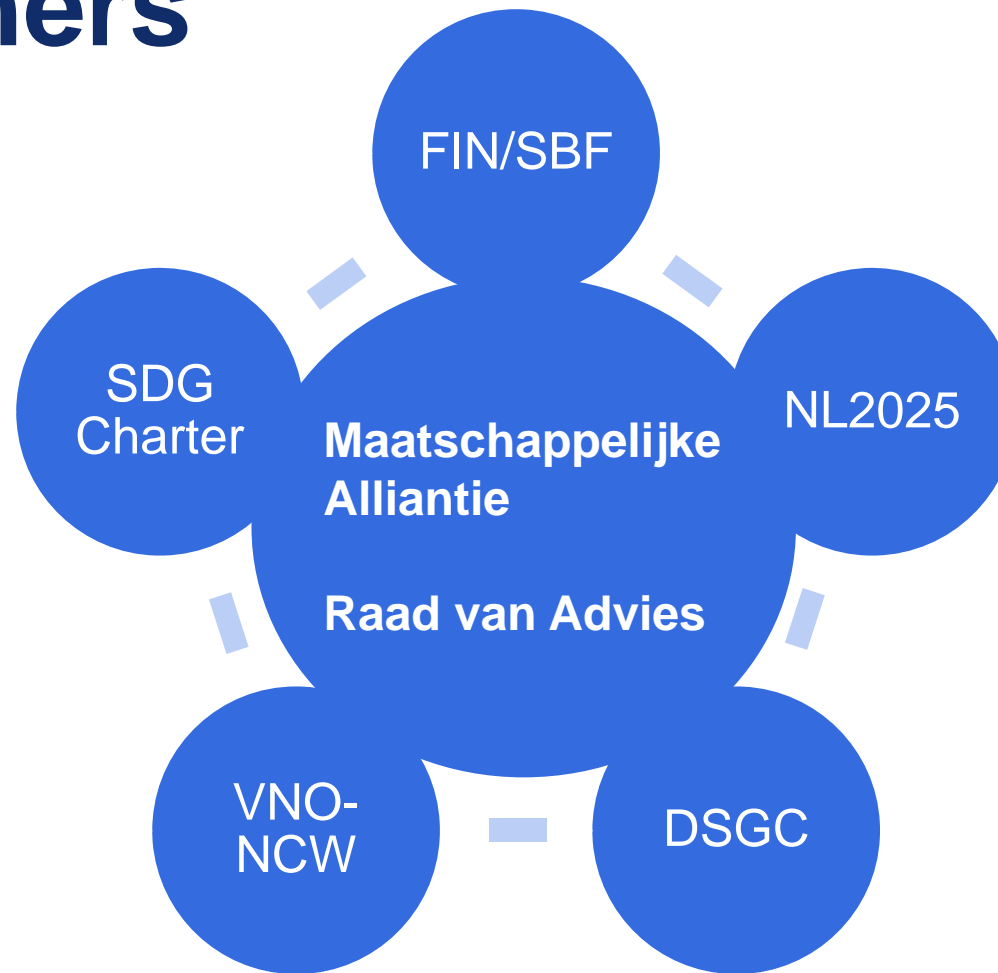 ners
FIN/SBF
SDG
Charter
NL2025
Maatschappelijke
Alliantie
Raad van Advies
VNO-
NCW
DSGC